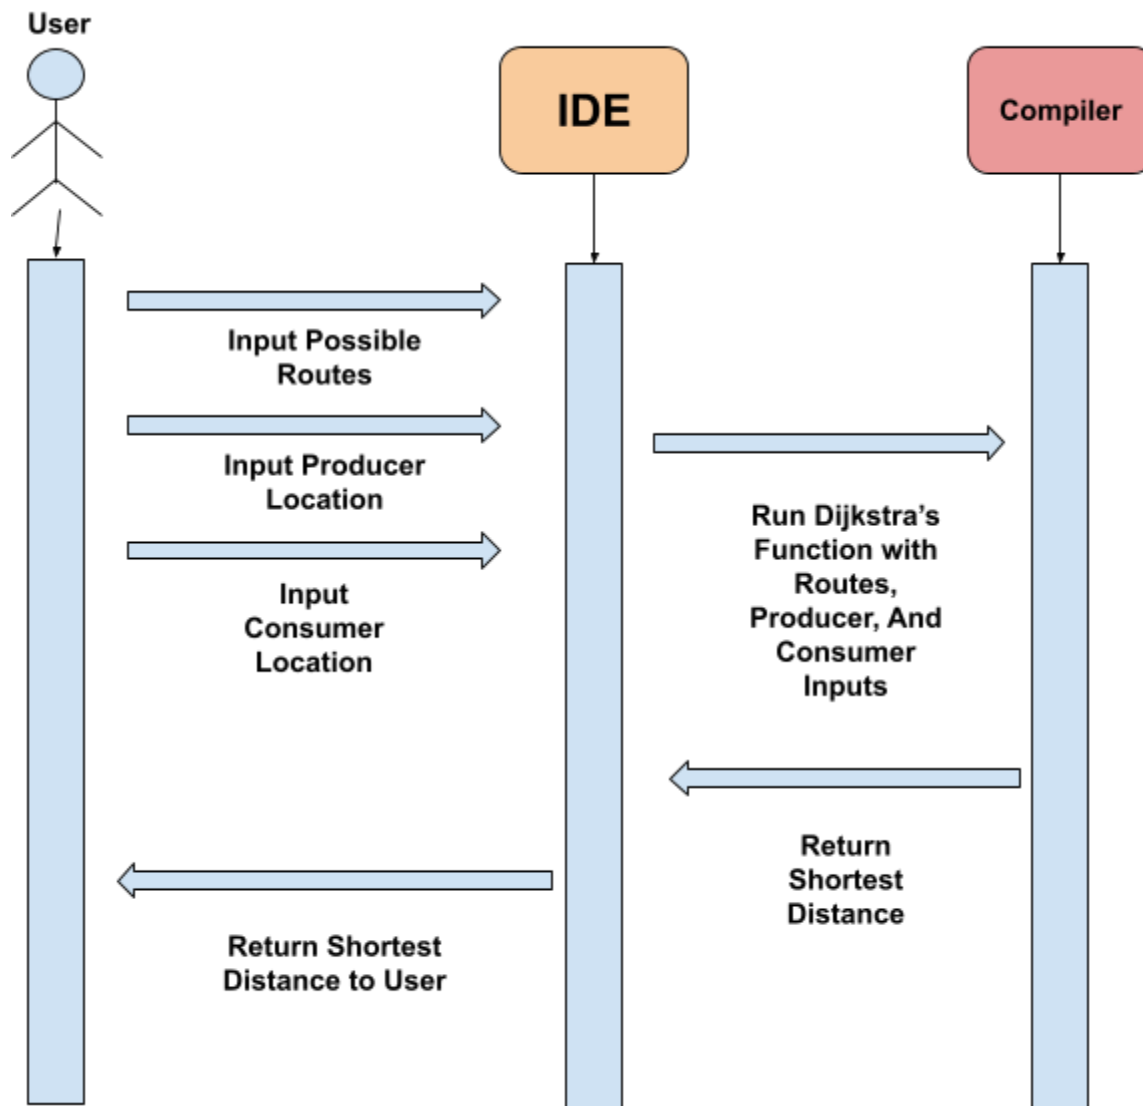 User
IDE
Compiler
Input Possible
Routes
Input Producer
Location
Input
Consumer
Location
Run Dijkstra’s
Function with
Routes,
Producer, And
Consumer
Inputs
Return
Shortest
Distance
Return Shortest
Distance to User